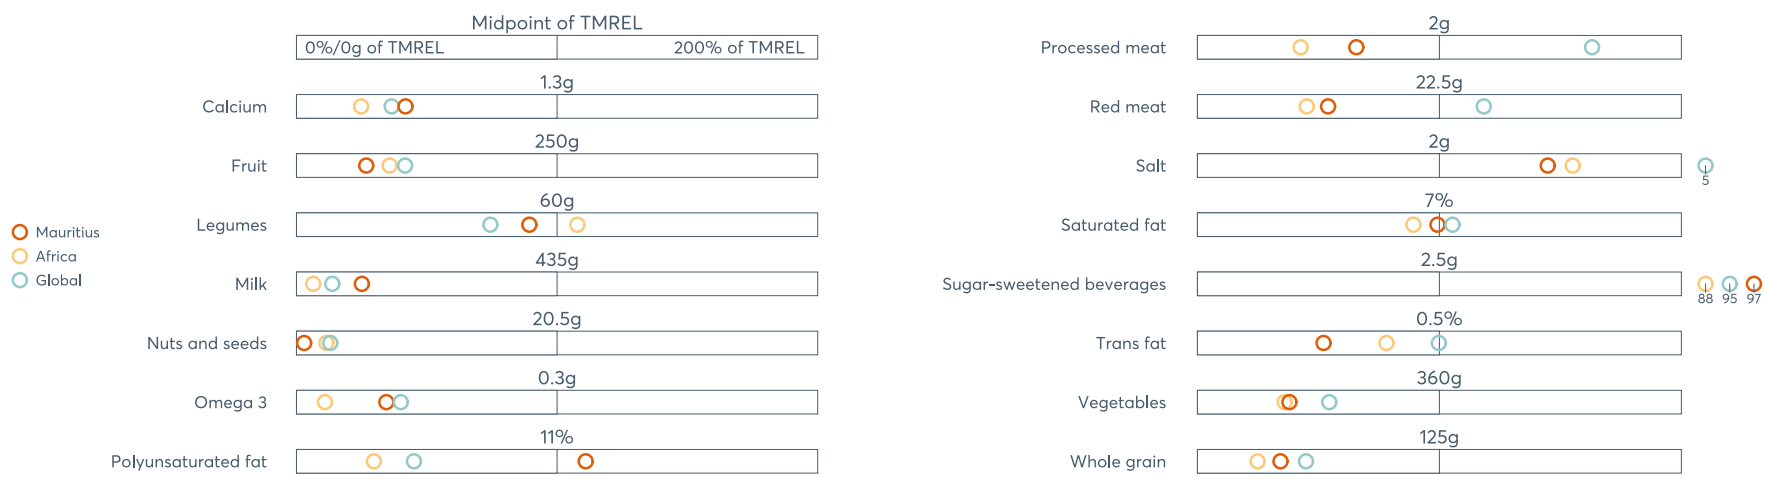 Midpoint of TMREL
0%/0g of TMREL 200% of TMREL
1.3g
Calcium
250g
Fruit
60g
Legumes
435g
Milk
20.5g
Nuts and seeds
0.3g
Omega 3
11%
Polyunsaturated fat
Mauritius
Africa
Global
2g
Processed meat
22.5g
Red meat
2g
Salt
5
7%
Saturated fat
2.5g
Sugar-sweetened beverages
88 95 97
0.5%
Trans fat
360g
Vegetables
125g
Whole grain